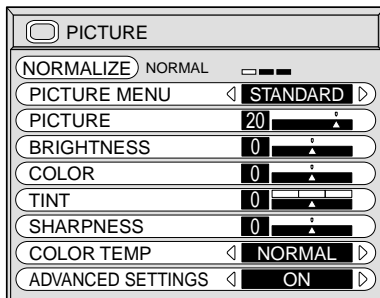 PICTURE
NORMALIZE NORMAL
PICTURE MENU STANDARD
PICTURE 20
BRIGHTNESS 0
COLOR 0
TINT 0
SHARPNESS 0
COLOR TEMP NORMAL
ADVANCED SETTINGS ON